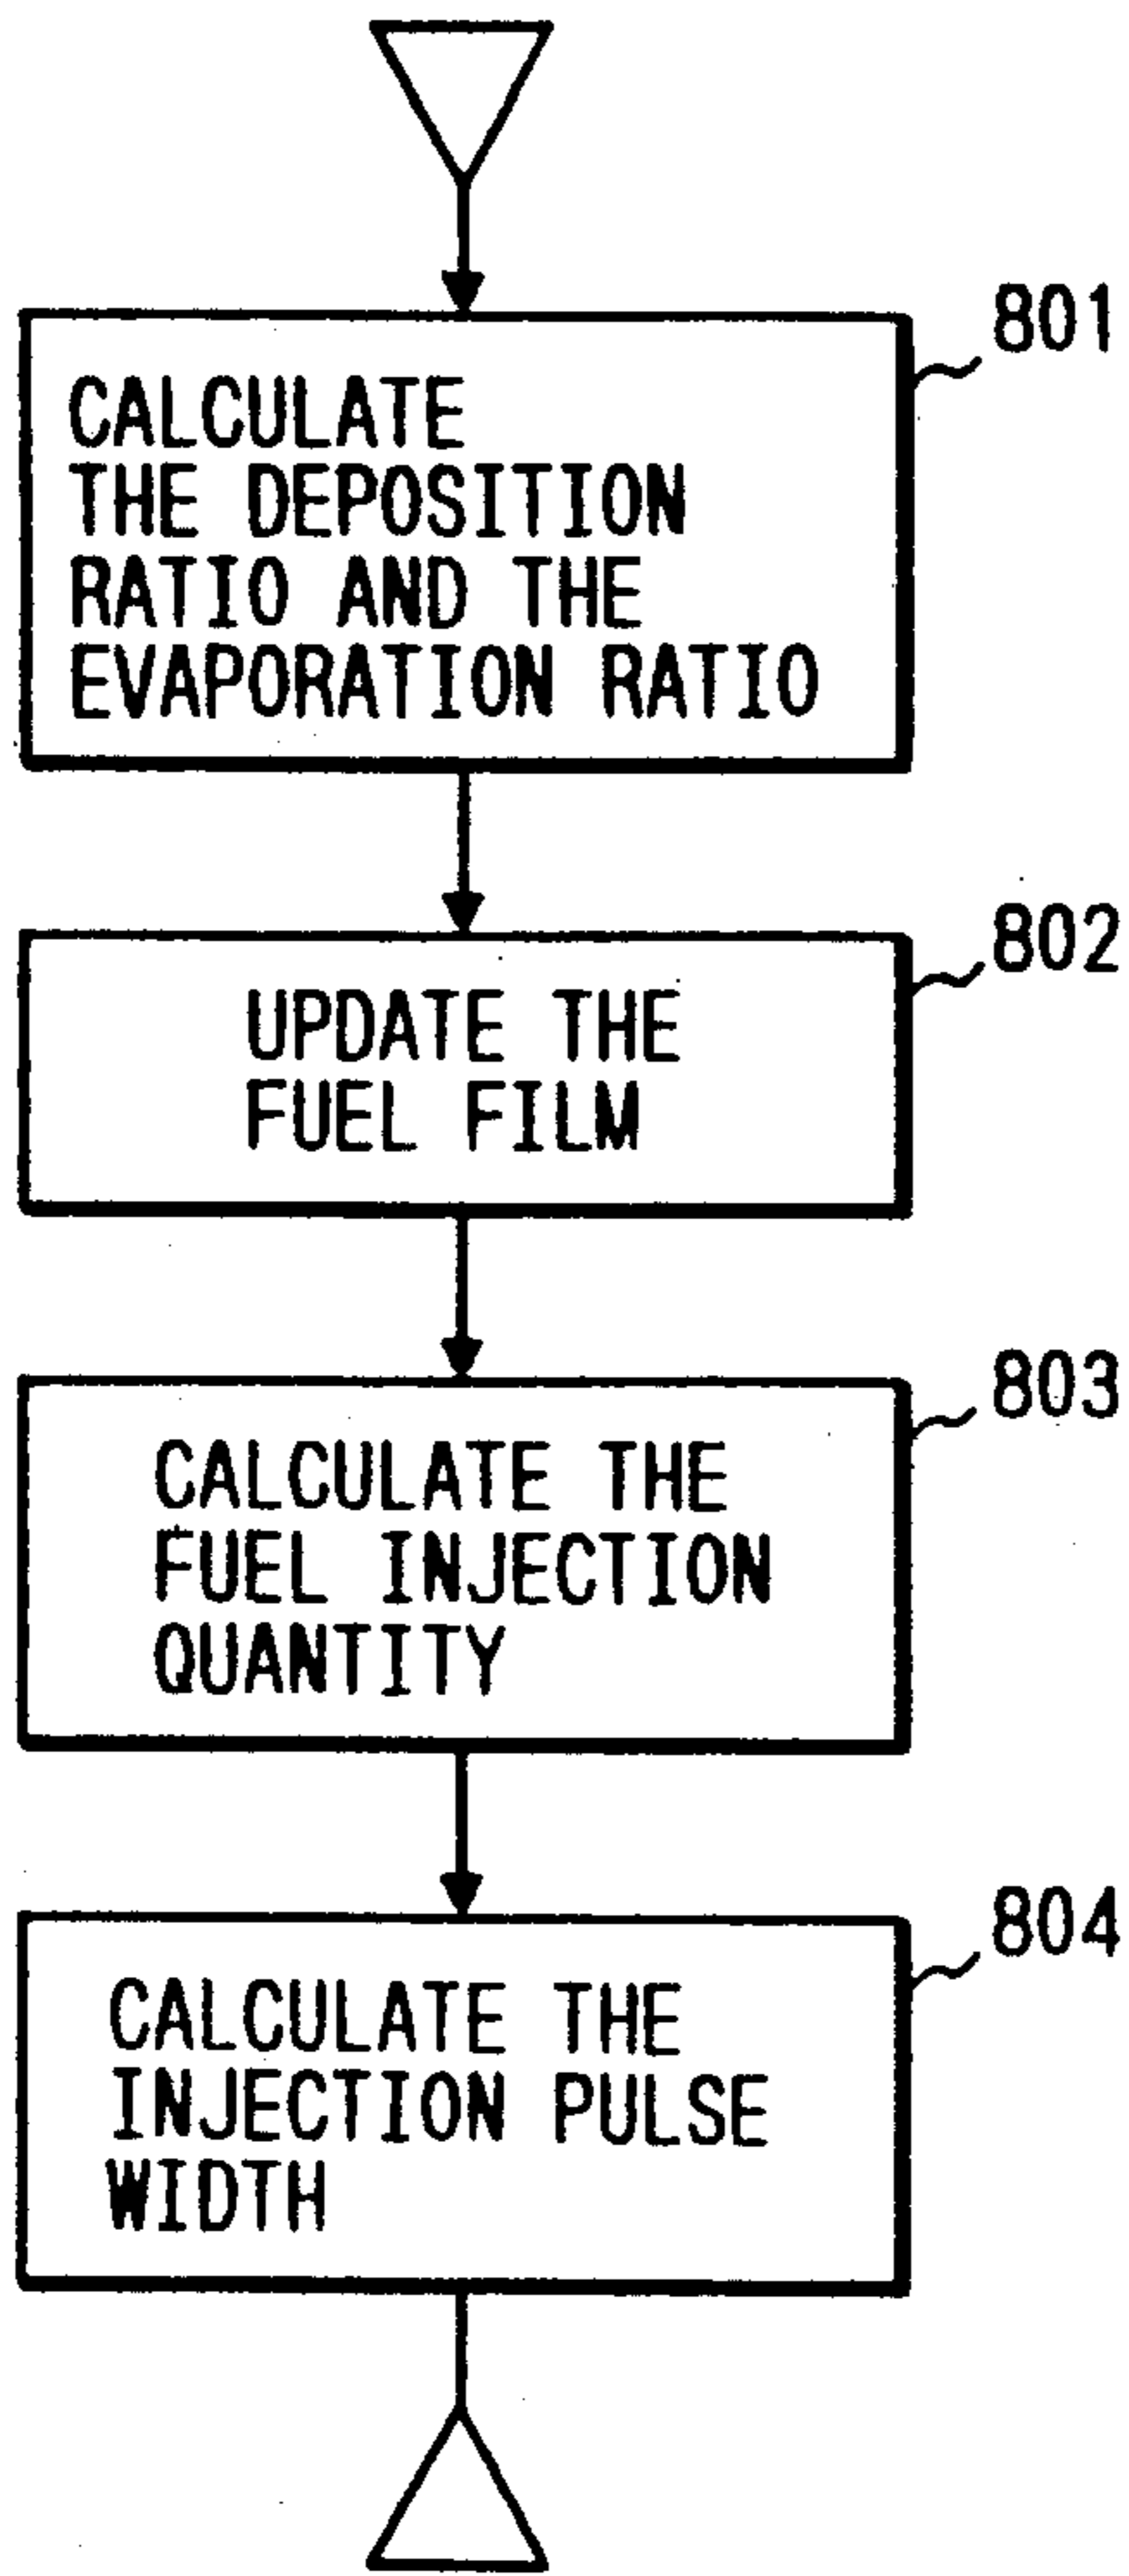 801
CALCULATE
THE DEPOSITION
RATIO AND THE
EVAPORATION RATIO
802
UPDATE THE
FUEL FILM
803
CALCULATE THE
FUEL INJECTION
QUANTITY
804
CALCULATE THE
INJECTION PULSE
WIDTH